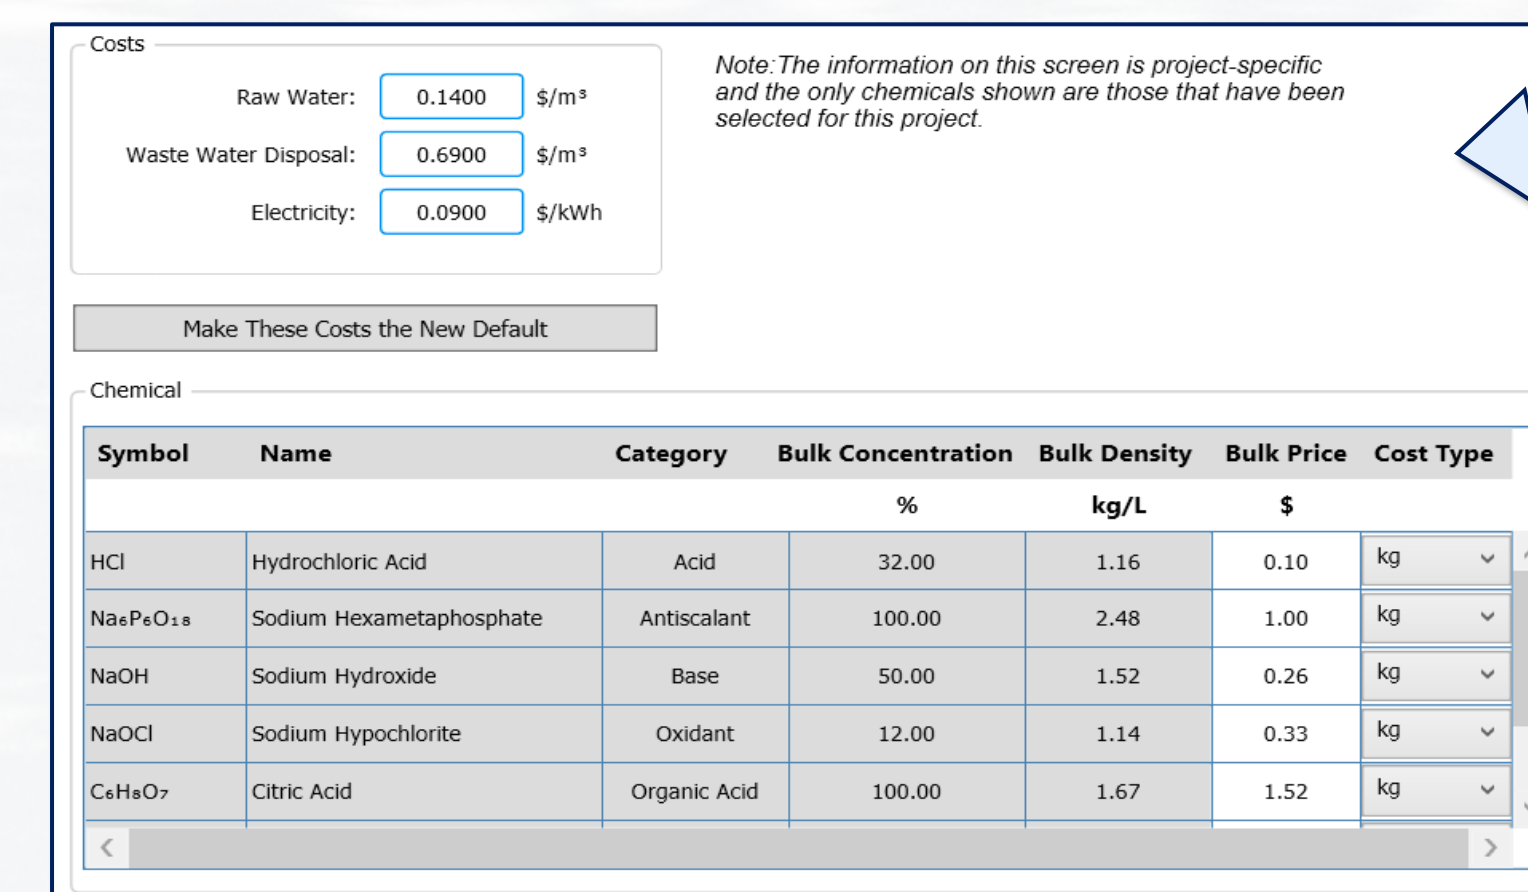 Costs
Raw Water: 0.1400 $/m³
Waste Water Disposal: 0.6900 $/m³
Electricity: 0.0900 $/kWh
Note:The information on this screen is project-specific
and the only chemicals shown are those that have been
selected for this project.
Make These Costs the New Default
Chemical
Symbol Name Category Bulk Concentration Bulk Density Bulk Price Cost Type
% kg/L $
HCl Hydrochloric Acid Acid 32.00 1.16 0.10 kg
Na₆P₆O₁₈ Sodium Hexametaphosphate Antiscalant 100.00 2.48 1.00 kg
NaOH Sodium Hydroxide Base 50.00 1.52 0.26 kg
NaOCl Sodium Hypochlorite Oxidant 12.00 1.14 0.33 kg
C₆H₈O₇ Citric Acid Organic Acid 100.00 1.67 1.52 kg